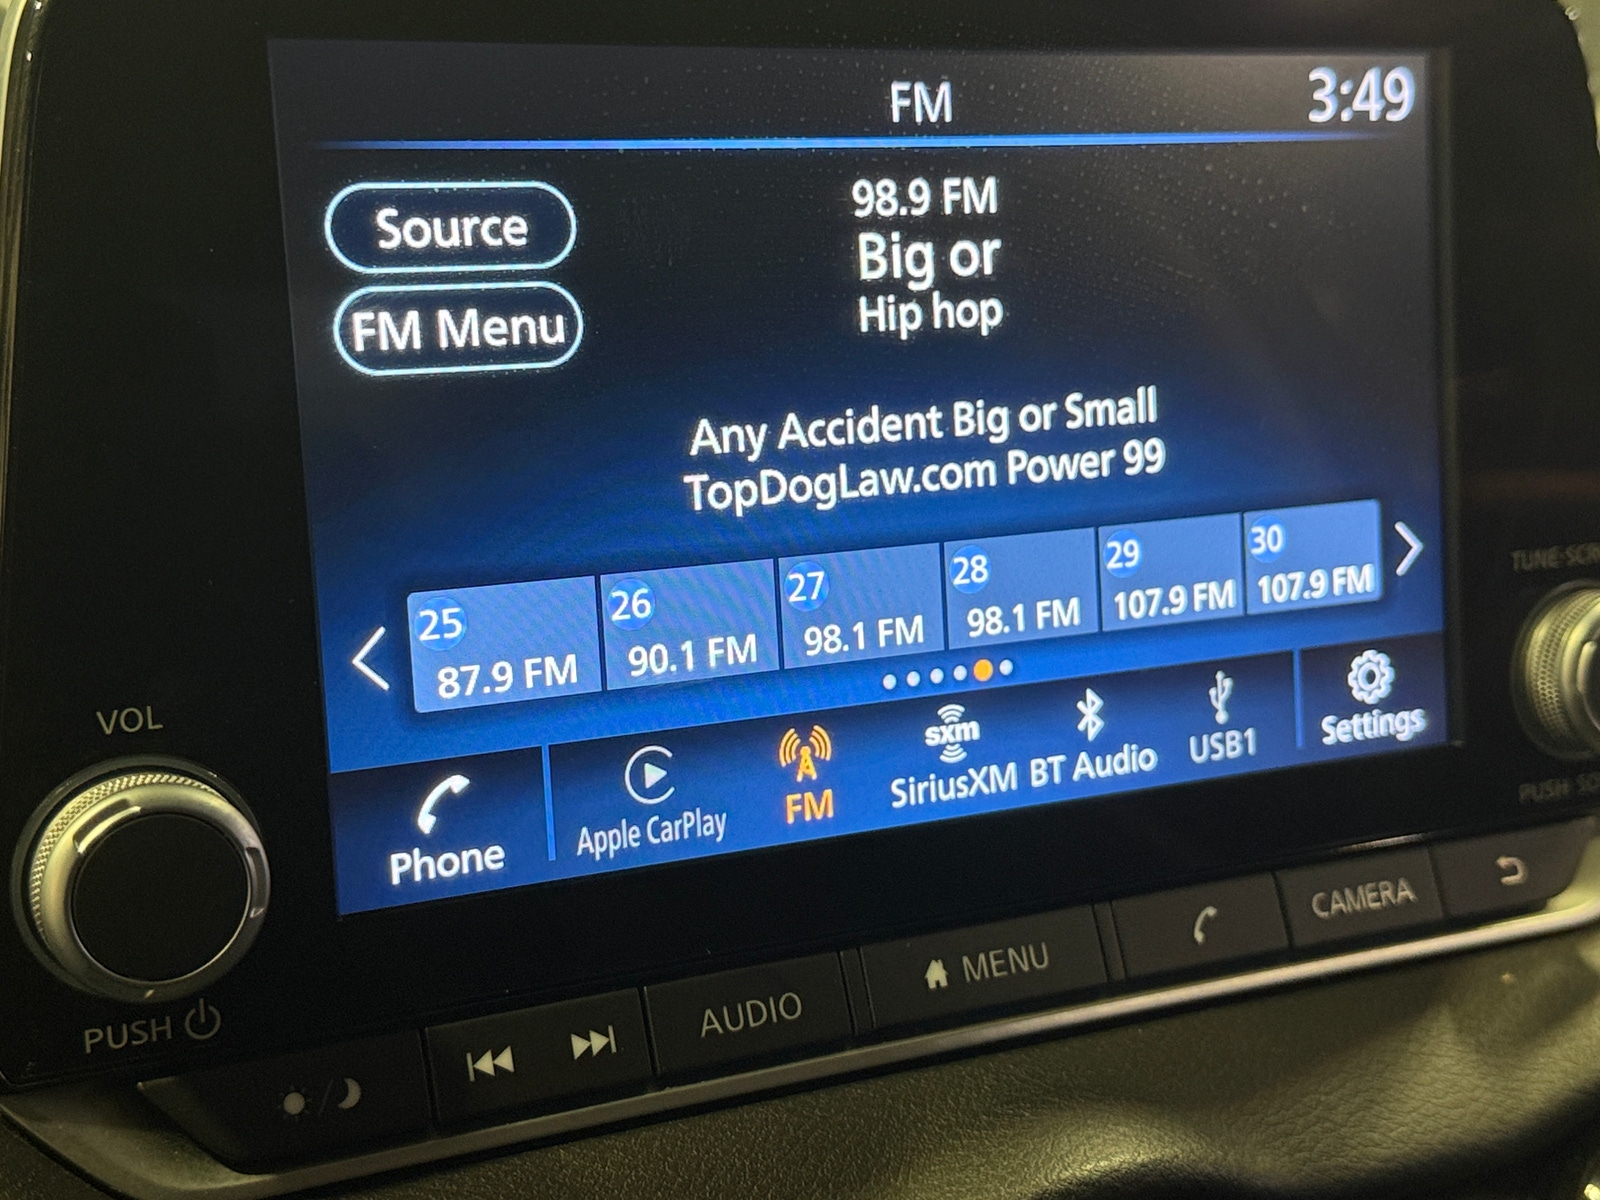 FM
3:49
Source
FM Menu
98.9 FM
Big or
Hip hop
Any Accident Big or Small
TopDogLaw.com Power 99
25
87.9 FM
26
90.1 FM
27
98.1 FM
28
98.1 FM
29
107.9 FM
30
107.9 FM
Phone
Apple CarPlay
FM
sxm
SiriusXM
BT Audio
USB1
Settings
VOL
PUSH
AUDIO
MENU
CAMERA
PUSH